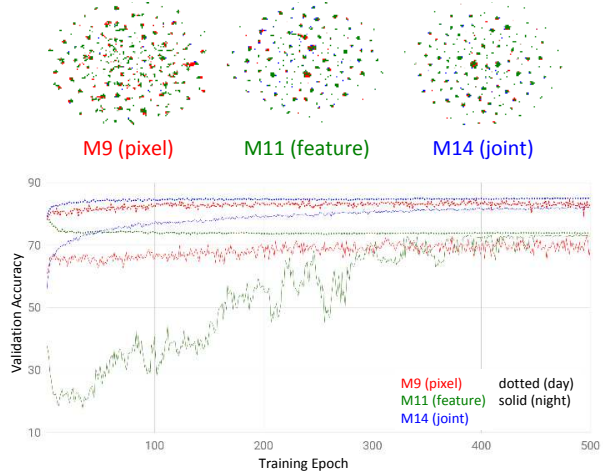 M9 (pixel) M11 (feature) M14 (joint)
90
70
50
30
10
Validation Accuracy
M9 (pixel) dotted (day)
M11 (feature) solid (night)
M14 (joint)
100 200 300 400 500
Training Epoch